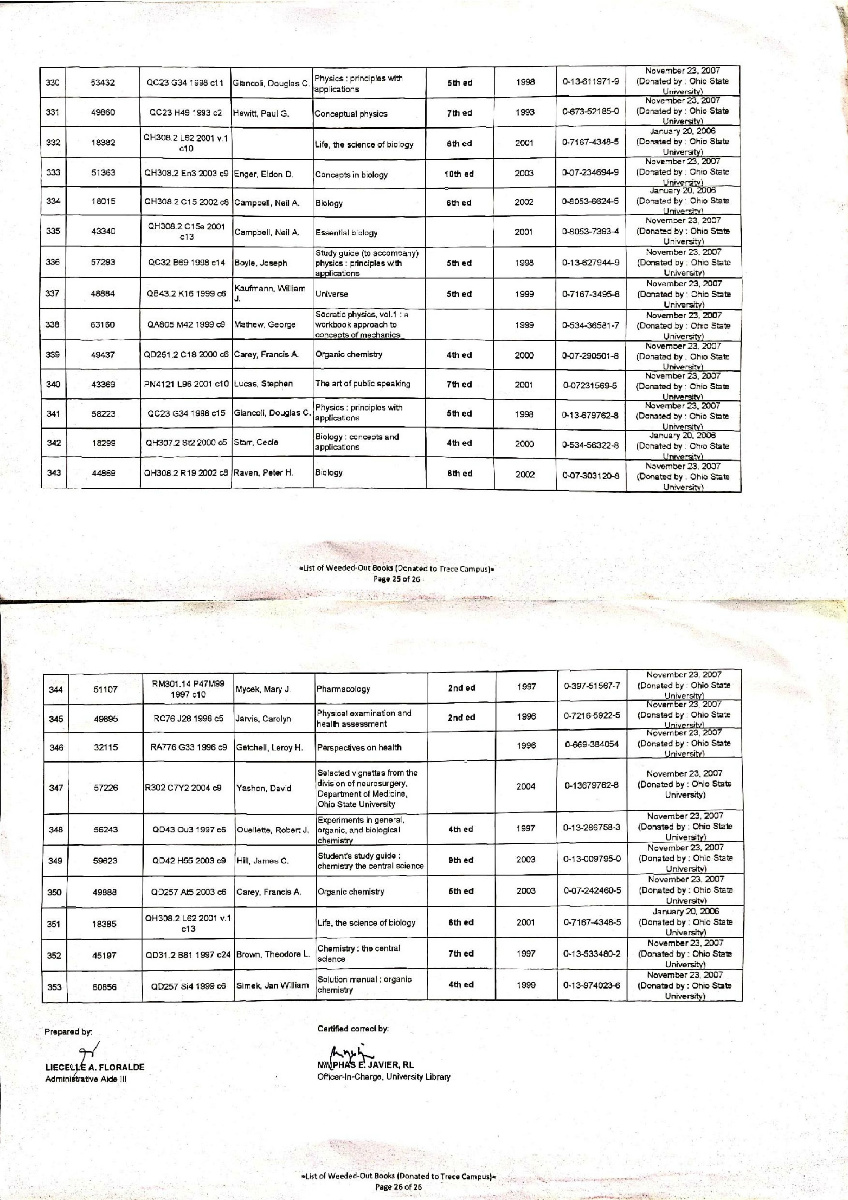 330 53432 QC23 G34 1998 c11 Giancoli, Douglas C. Physics : principles with applications 5th ed 1998 0-13-611971-9 November 23, 2007 (Donated by : Ohio State University)
331 49860 QC23 H49 1993 c2 Hewitt, Paul G. Conceptual physics 7th ed 1993 0-673-52185-0 November 23, 2007 (Donated by : Ohio State University)
332 18382 QH308.2 L62 2001 v.1 c10 Life, the science of biology 6th ed 2001 0-7167-4348-5 January 20, 2006 (Donated by : Ohio State University)
333 51363 QH308.2 En3 2003 c9 Enger, Eldon D. Concepts in biology 10th ed 2003 0-07-234694-9 November 23, 2007 (Donated by : Ohio State University)
334 18015 QH308.2 C15 2002 c8 Campbell, Neil A. Biology 6th ed 2002 0-8053-6624-5 January 20, 2006 (Donated by : Ohio State University)
335 43340 QH308.2 C15e 2001 c13 Campbell, Neil A. Essential biology 2001 0-8053-7393-4 November 23, 2007 (Donated by : Ohio State University)
336 57293 QC32 B69 1998 c14 Boyle, Joseph Study guide (to accompany) physics : principles with applications 5th ed 1998 0-13-627944-9 November 23, 2007 (Donated by : Ohio State University)
337 48884 QB43.2 K16 1999 c6 Kaufmann, William J. Universe 5th ed 1999 0-7167-3495-8 November 23, 2007 (Donated by : Ohio State University)
338 63160 QA805 M42 1999 c9 Mathew, George Socratic physics, vol.1 : a workbook approach to concepts of mechanics 1999 0-534-36581-7 November 23, 2007 (Donated by : Ohio State University)
339 49437 QD251.2 C18 2000 c8 Carey, Francis A. Organic chemistry 4th ed 2000 0-07-290501-8 November 23, 2007 (Donated by : Ohio State University)
340 43369 PN4121 L96 2001 c10 Lucas, Stephen The art of public speaking 7th ed 2001 0-07231569-5 November 23, 2007 (Donated by : Ohio State University)
341 58223 QC23 G34 1998 c15 Giancoli, Douglas C. Physics : principles with applications 5th ed 1998 0-13-679762-8 November 23, 2007 (Donated by : Ohio State University)
342 18299 QH307.2 St2 2000 c5 Starr, Cecie Biology : concepts and applications 4th ed 2000 0-534-56322-8 January 20, 2006 (Donated by : Ohio State University)
343 44869 QH308.2 R19 2002 c8 Raven, Peter H. Biology 6th ed 2002 0-07-303120-8 November 23, 2007 (Donated by : Ohio State University)
«List of Weeded-Out Books (Donated to Trece Campus)»
Page 25 of 26
344 51107 RM301.14 P47M99 1997 c10 Mycek, Mary J. Pharmacology 2nd ed 1997 0-397-51567-7 November 23, 2007 (Donated by : Ohio State University)
345 49895 RC76 J28 1996 c5 Jarvis, Carolyn Physical examination and health assessment 2nd ed 1996 0-7216-5922-5 November 23, 2007 (Donated by : Ohio State University)
346 32115 RA776 G33 1996 c9 Getchell, Leroy H. Perspectives on health 1996 0-669-384054 November 23, 2007 (Donated by : Ohio State University)
347 57226 R302 C7Y2 2004 c9 Yashon, David Selected vignettes from the division of neurosurgery, Department of Medicine, Ohio State University 2004 0-13679762-8 November 23, 2007 (Donated by : Ohio State University)
348 56243 QD43 Ou3 1997 c6 Ouellette, Robert J. Experiments in general, organic, and biological chemistry 4th ed 1997 0-13-286758-3 November 23, 2007 (Donated by : Ohio State University)
349 59623 QD42 H55 2003 c9 Hill, James C. Student's study guide : chemistry the central science 9th ed 2003 0-13-009795-0 November 23, 2007 (Donated by : Ohio State University)
350 49888 QD257 At5 2003 c6 Carey, Francis A. Organic chemistry 5th ed 2003 0-07-242460-5 November 23, 2007 (Donated by : Ohio State University)
351 18385 QH308.2 L62 2001 v.1 c13 Life, the science of biology 6th ed 2001 0-7167-4348-5 January 20, 2006 (Donated by : Ohio State University)
352 45197 QD31.2 B81 1997 c24 Brown, Theodore L. Chemistry : the central science 7th ed 1997 0-13-533480-2 November 23, 2007 (Donated by : Ohio State University)
353 60856 QD257 Si4 1999 c6 Simek, Jan William Solution manual : organic chemistry 4th ed 1999 0-13-974023-6 November 23, 2007 (Donated by : Ohio State University)
Prepared by: Certified correct by:
LIECELLE A. FLORALDE NINPHAS E. JAVIER, RL
Administrative Aide III Officer-In-Charge, University Library
«List of Weeded-Out Books (Donated to Trece Campus)»
Page 26 of 26